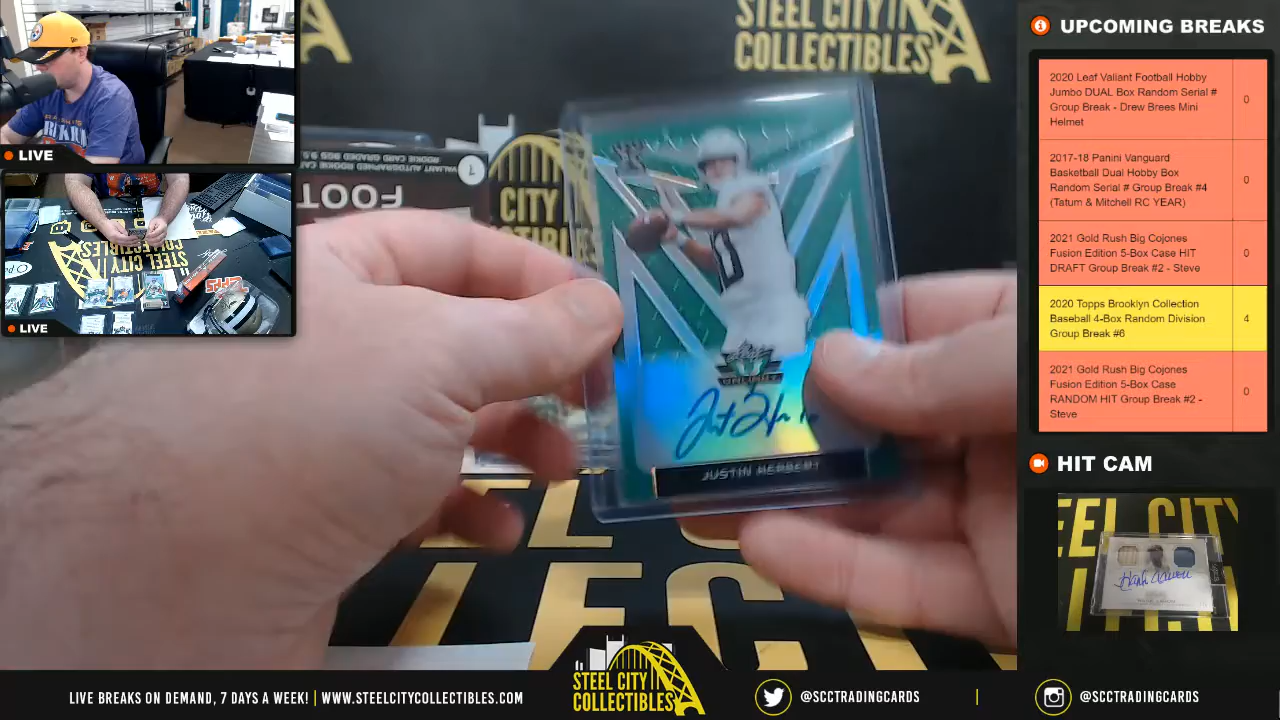 STEEL CITY
COLLECTIBLES
UPCOMING BREAKS
2020 Leaf Valiant Football Hobby
Jumbo DUAL Box Random Serial #
Group Break - Drew Brees Mini
Helmet
0
2017-18 Panini Vanguard
Basketball Dual Hobby Box
Random Serial # Group Break #4
(Tatum & Mitchell RC YEAR)
0
2021 Gold Rush Big Cojones
Fusion Edition 5-Box Case HIT
DRAFT Group Break #2 - Steve
0
2020 Topps Brooklyn Collection
Baseball 4-Box Random Division
Group Break #6
4
2021 Gold Rush Big Cojones
Fusion Edition 5-Box Case
RANDOM HIT Group Break #2 -
Steve
0
LIVE
LIVE
FOOT
1
CITY
JUSTIN HERBERT
HIT CAM
EEL CITY
LIVE BREAKS ON DEMAND, 7 DAYS A WEEK! | WWW.STEELCITYCOLLECTIBLES.COM
STEEL CITY
COLLECTIBLES
@SCCTRADINGCARDS
|
@SCCTRADINGCARDS